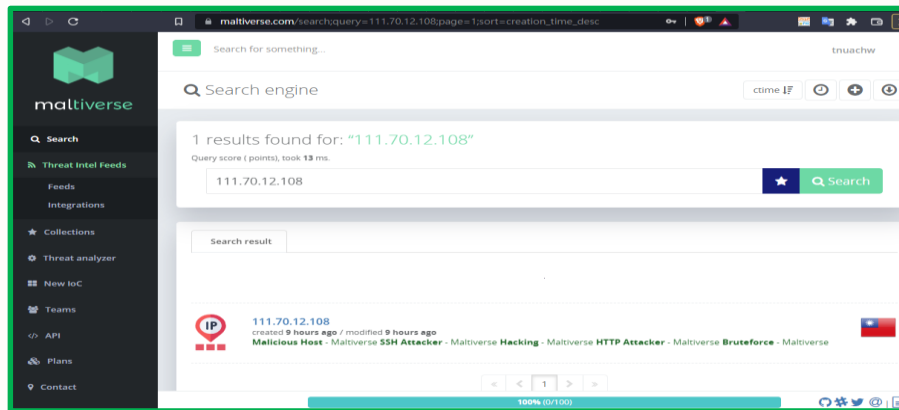 maltiverse.com/search;query=111.70.12.108;page=1;sort=creation_time_desc
maltiverse
Search
Threat Intel Feeds
Feeds
Integrations
Collections
Threat analyzer
New IoC
Teams
API
Plans
Contact
Search for something...
tnuachw
Search engine
ctime
1 results found for: “111.70.12.108”
Query score ( points), took 13 ms.
111.70.12.108
Search
Search result
IP
111.70.12.108
created 9 hours ago / modified 9 hours ago
Malicious Host - Maltiverse SSH Attacker - Maltiverse Hacking - Maltiverse HTTP Attacker - Maltiverse Bruteforce - Maltiverse
« < 1 > »
100% (0/100)